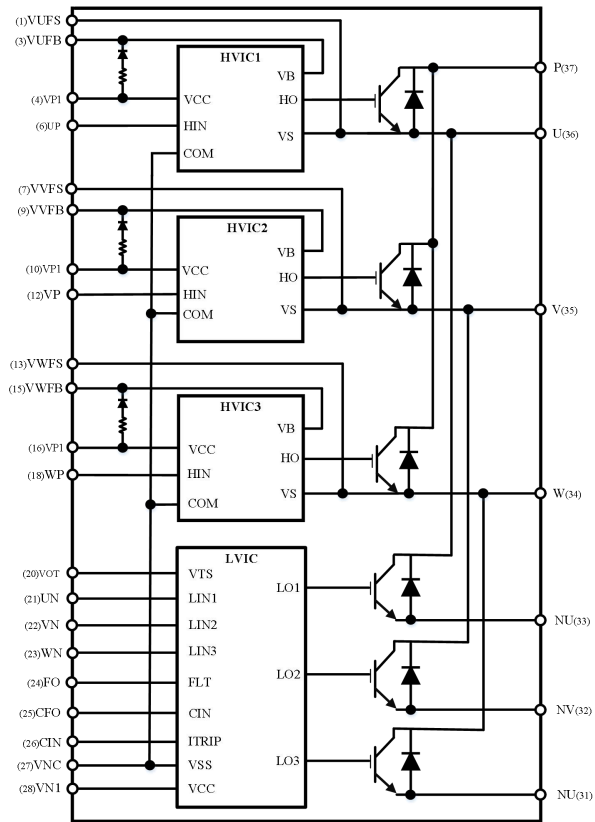 (1)VUFS
(3)VUFB
HVIC1
VB
P(37)
(4)VP1
VCC
HO
(6)UP
HIN
VS
U(36)
COM
(7)VVFS
(9)VVFB
HVIC2
VB
(10)VP1
VCC
HO
(12)VP
HIN
COM
VS
V(35)
(13)VWFS
(15)VWFB
HVIC3
VB
(16)VP1
VCC
HO
(18)WP
HIN
VS
W(34)
COM
LVIC
(20)VOT
VTS
LO1
(21)UN
LIN1
NU(33)
(22)VN
LIN2
(23)WN
LIN3
LO2
(24)FO
FLT
(25)CFO
CIN
NV(32)
(26)CIN
ITRIP
LO3
(27)VNC
VSS
(28)VN1
VCC
NU(31)